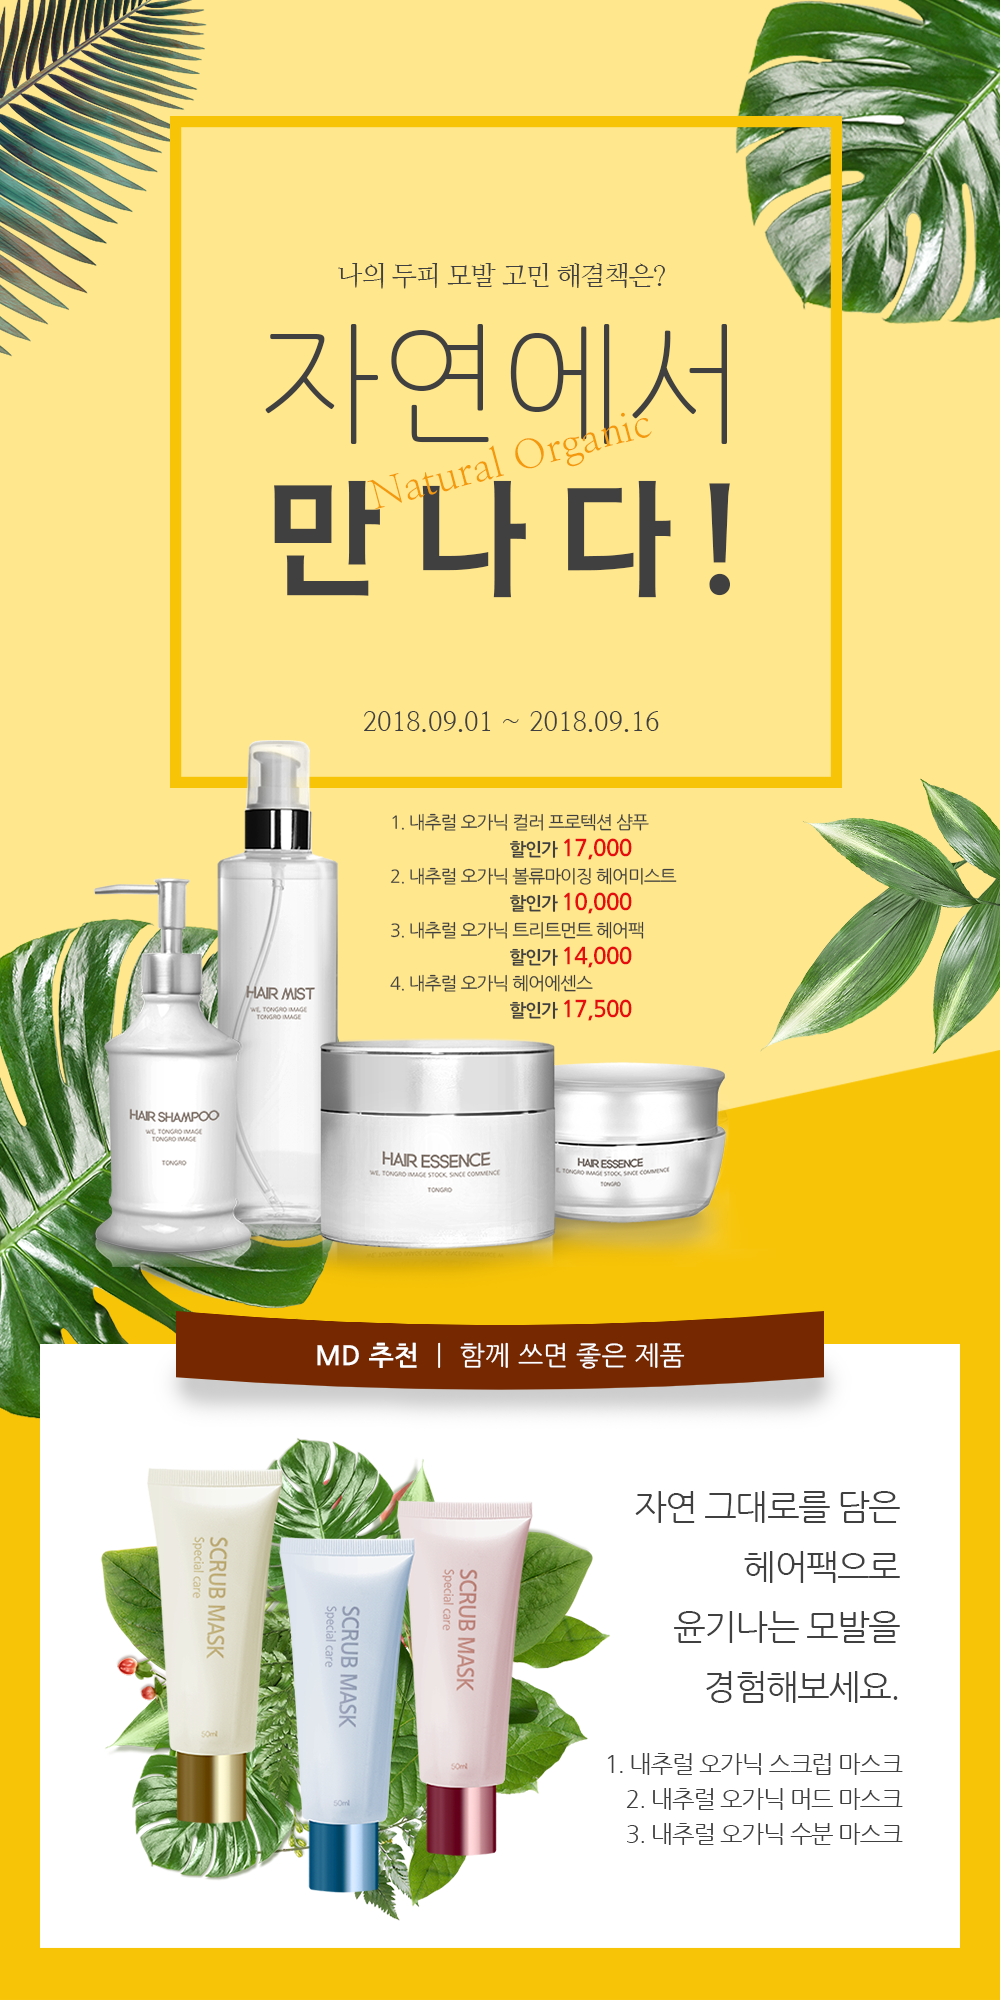 나의 두피 모발 고민 해결책은?
자연에서
Natural Organic
만나다!
2018.09.01 ~ 2018.09.16
1. 내추럴 오가닉 컬러 프로텍션 샴푸
할인가 17,000
2. 내추럴 오가닉 볼류마이징 헤어미스트
할인가 10,000
3. 내추럴 오가닉 트리트먼트 헤어팩
할인가 14,000
4. 내추럴 오가닉 헤어에센스
할인가 17,500
HAIR MIST
WE, TONGRO IMAGE
TONGRO IMAGE
HAIR SHAMPOO
WE, TONGRO IMAGE
TONGRO IMAGE
TONGRO
HAIR ESSENCE
WE, TONGRO IMAGE STOCK, SINCE COMMENCE
TONGRO
HAIR ESSENCE
E, TONGRO IMAGE STOCK, SINCE COMMENCE
TONGRO
MD 추천 | 함께 쓰면 좋은 제품
SCRUB MASK
Special care
50ml
SCRUB MASK
Special care
50ml
SCRUB MASK
Special care
50ml
자연 그대로를 담은
헤어팩으로
윤기나는 모발을
경험해보세요.
1. 내추럴 오가닉 스크럽 마스크
2. 내추럴 오가닉 머드 마스크
3. 내추럴 오가닉 수분 마스크